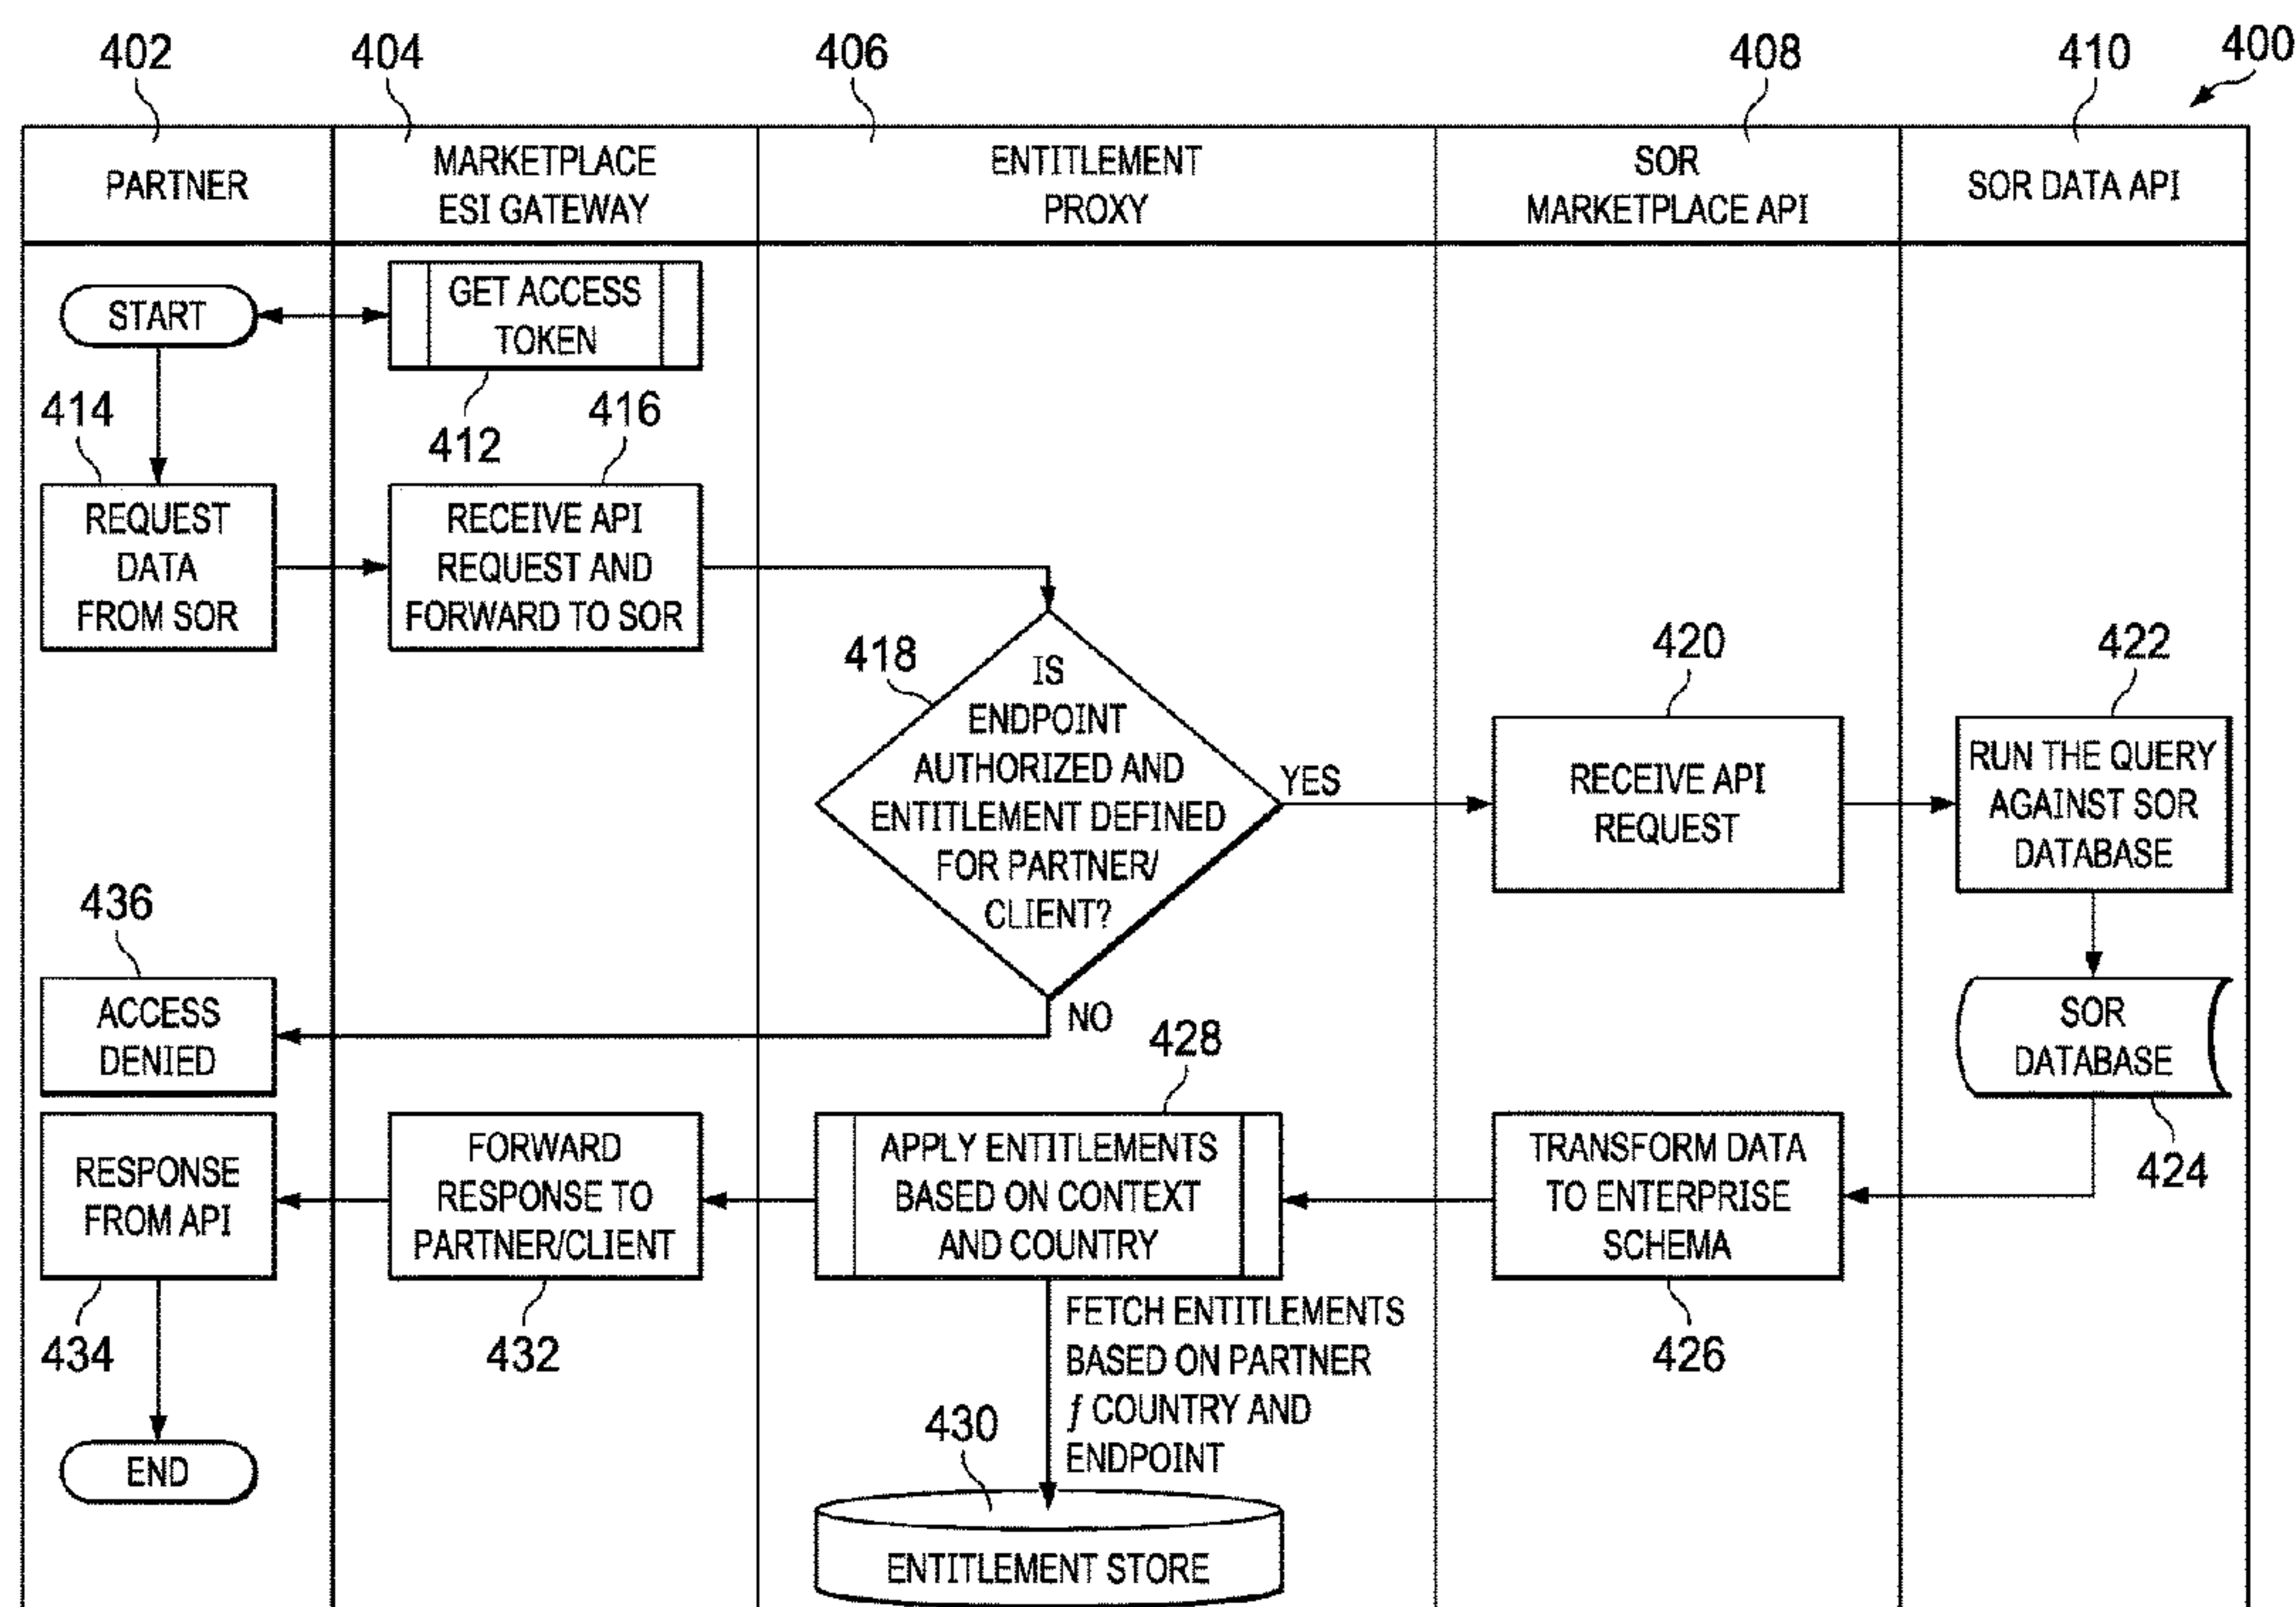 402
404
406
408
410
400
PARTNER
MARKETPLACE
ESI GATEWAY
ENTITLEMENT
PROXY
SOR
MARKETPLACE API
SOR DATA API
START
GET ACCESS
TOKEN
412
414
416
REQUEST
DATA
FROM SOR
RECEIVE API
REQUEST AND
FORWARD TO SOR
418
IS
ENDPOINT
AUTHORIZED AND
ENTITLEMENT DEFINED
FOR PARTNER/
CLIENT?
YES
NO
420
RECEIVE API
REQUEST
422
RUN THE QUERY
AGAINST SOR
DATABASE
436
ACCESS
DENIED
SOR
DATABASE
424
428
RESPONSE
FROM API
434
FORWARD
RESPONSE TO
PARTNER/CLIENT
432
APPLY ENTITLEMENTS
BASED ON CONTEXT
AND COUNTRY
TRANSFORM DATA
TO ENTERPRISE
SCHEMA
426
FETCH ENTITLEMENTS
BASED ON PARTNER
ƒ COUNTRY AND
ENDPOINT
430
END
ENTITLEMENT STORE